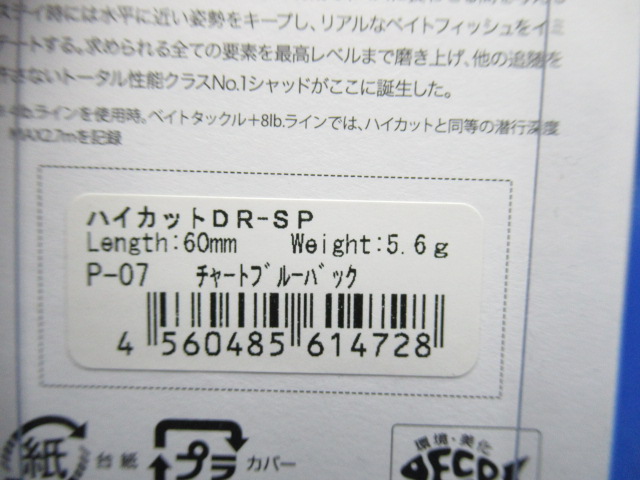 ステイ時には水平に近い姿勢をキープし、リアルなベイトフィッシュをイミ
テートする。求められる全ての要素を最高レベルまで磨き上げ、他の追随を
許さないトータル性能クラスNo.1シャッドがここに誕生した。
4lb.ラインを使用時。ベイトタックル+8lb.ラインでは、ハイカットと同等の潜行深度
MAX2.7mを記録
ハイカットDR-SP
Length:60mm Weight:5.6g
P-07 チャートブルーバック
4 560485 614728
紙 台紙 プラ カバー
環境・美化